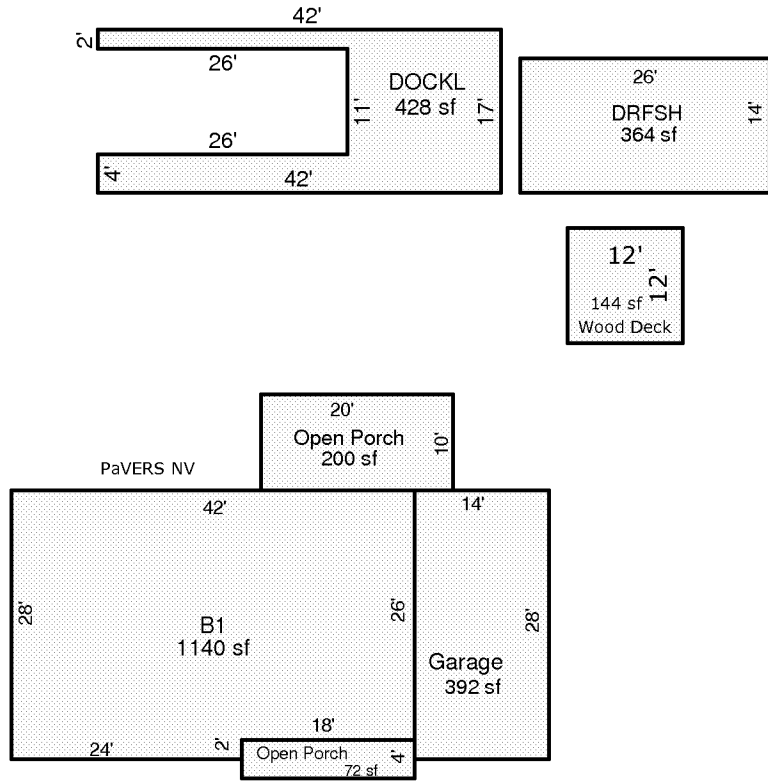 42'
2'
26'
DOCKL
428 sf
11'
17'
26'
4'
42'
26'
DRFSH
364 sf
14'
12'
12'
144 sf
Wood Deck
20'
Open Porch
200 sf
10'
PaVERS NV
42'
14'
28'
B1
1140 sf
26'
28'
Garage
392 sf
18'
24'
2'
Open Porch
72 sf
4'